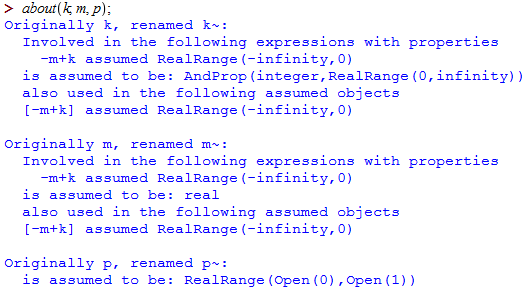 > about(k, m, p);
Originally k, renamed k~:
Involved in the following expressions with properties
-m+k assumed RealRange(-infinity,0)
is assumed to be: AndProp(integer,RealRange(0,infinity))
also used in the following assumed objects
[-m+k] assumed RealRange(-infinity,0)
Originally m, renamed m~:
Involved in the following expressions with properties
-m+k assumed RealRange(-infinity,0)
is assumed to be: real
also used in the following assumed objects
[-m+k] assumed RealRange(-infinity,0)
Originally p, renamed p~:
is assumed to be: RealRange(Open(0),Open(1))